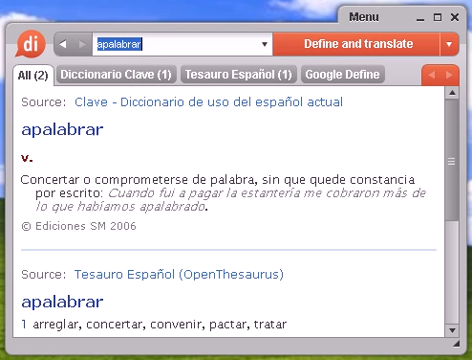 Menu
di
apalabrar
Define and translate
All (2)
Diccionario Clave (1)
Tesauro Español (1)
Google Define
Source: Clave - Diccionario de uso del español actual
apalabrar
v.
Concertar o comprometerse de palabra, sin que quede constancia
por escrito: Cuando fui a pagar la estantería me cobraron más de
lo que habíamos apalabrado.
© Ediciones SM 2006
Source: Tesauro Español (OpenThesaurus)
apalabrar
1 arreglar, concertar, convenir, pactar, tratar